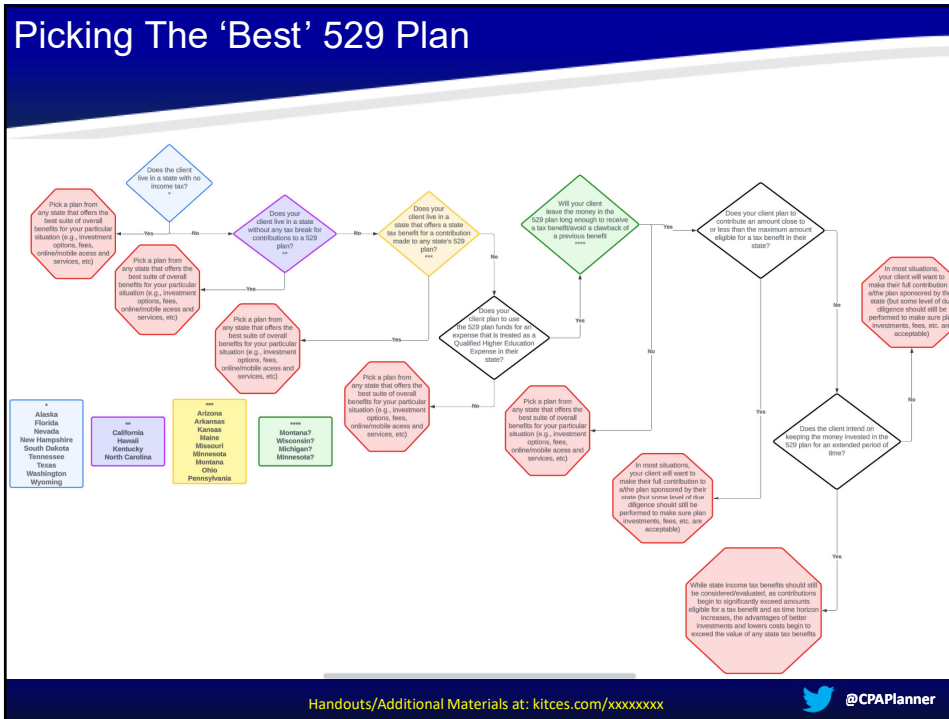 Picking The ‘Best’ 529 Plan
Does the client
live in a state with no
income tax?
*
Yes
No
Pick a plan from
any state that offers the
best suite of overall
benefits for your particular
situation (e.g., investment
options, fees,
online/mobile acess and
services, etc)
Does your
client live in a state
without any tax break for
contributions to a 529
plan?
**
Yes
No
Pick a plan from
any state that offers the
best suite of overall
benefits for your particular
situation (e.g., investment
options, fees,
online/mobile acess and
services, etc)
Does your
client live in a
state that offers a state
tax benefit for a contribution
made to any state's 529
plan?
***
Yes
No
Pick a plan from
any state that offers the
best suite of overall
benefits for your particular
situation (e.g., investment
options, fees,
online/mobile acess and
services, etc)
Does your
client plan to use
the 529 plan funds for an
expense that is treated as a
Qualified Higher Education
Expense in their
state?
No
Yes
Pick a plan from
any state that offers the
best suite of overall
benefits for your particular
situation (e.g., investment
options, fees,
online/mobile acess and
services, etc)
Will your client
leave the money in the
529 plan long enough to receive
a tax benefit/avoid a clawback of
a previous benefit
****
Yes
No
Pick a plan from
any state that offers the
best suite of overall
benefits for your particular
situation (e.g., investment
options, fees,
online/mobile acess and
services, etc)
Does your client plan to
contribute an amount close to
or less than the maximum amount
eligible for a tax benefit in their
state?
Yes
No
In most situations,
your client will want to
make their full contribution to
a/the plan sponsored by their
state (but some level of due
diligence should still be
performed to make sure plan
investments, fees, etc. are
acceptable)
Does the client intend on
keeping the money invested in the
529 plan for an extended period of
time?
No
Yes
In most situations,
your client will want to
make their full contribution
a/the plan sponsored by the
state (but some level of du
diligence should still be
performed to make sure pla
investments, fees, etc. are
acceptable)
While state income tax benefits should still
be considered/evaluated, as contributions
begin to significantly exceed amounts
eligible for a tax benefit and as time horizon
increases, the advantages of better
investments and lowers costs begin to
exceed the value of any state tax benefits
*
Alaska
Florida
Nevada
New Hampshire
South Dakota
Tennessee
Texas
Washington
Wyoming
**
California
Hawaii
Kentucky
North Carolina
***
Arizona
Arkansas
Kansas
Maine
Missouri
Minnesota
Montana
Ohio
Pennsylvania
****
Montana?
Wisconsin?
Michigan?
Minnesota?
Handouts/Additional Materials at: kitces.com/xxxxxxxx
@CPAPlanner